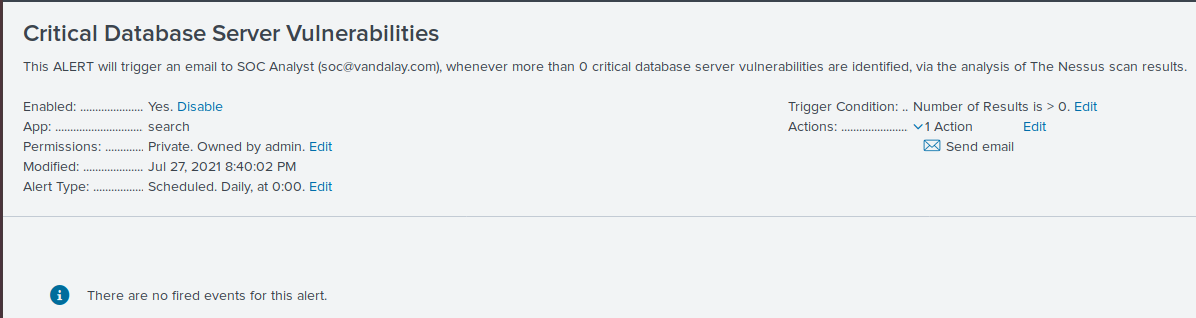 Critical Database Server Vulnerabilities
This ALERT will trigger an email to SOC Analyst (soc@vandalay.com), whenever more than 0 critical database server vulnerabilities are identified, via the analysis of The Nessus scan results.
Enabled: ..................... Yes. Disable
App: ............................. search
Permissions: ............. Private. Owned by admin. Edit
Modified: .................... Jul 27, 2021 8:40:02 PM
Alert Type: ................. Scheduled. Daily, at 0:00. Edit
Trigger Condition: .. Number of Results is > 0. Edit
Actions: ...................... 1 Action Edit
Send email
There are no fired events for this alert.